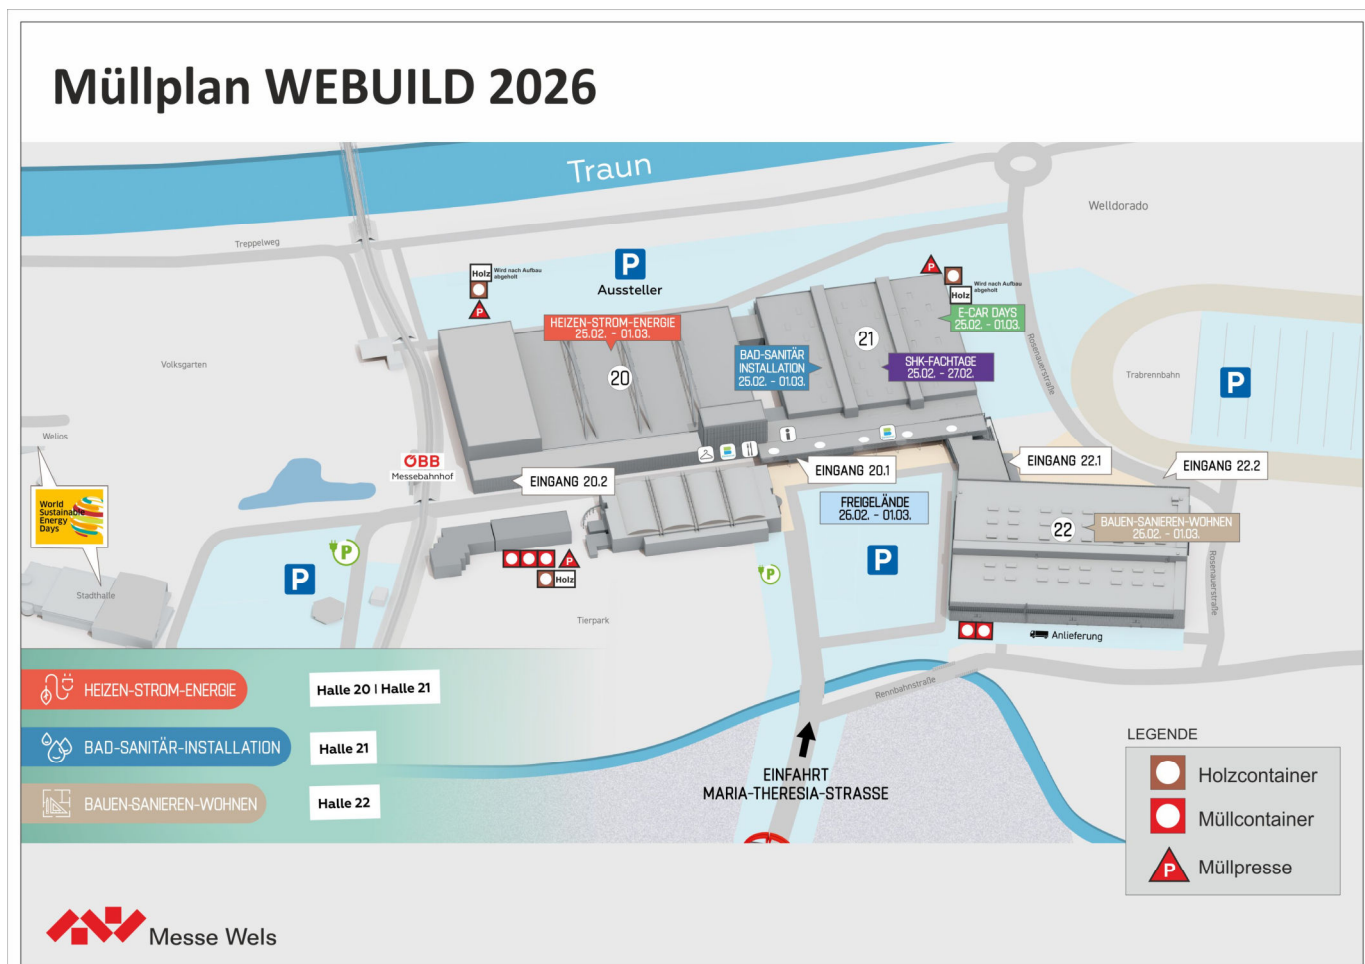 Müllplan WEBUILD 2026
Traun
Welldorado
Treppelweg
Holz
Wird nach Aufbau
abgeholt
P
Aussteller
P
P
Wird nach Aufbau
abgeholt
Holz
E-CAR DAYS
25.02. - 01.03.
HEIZEN-STROM-ENERGIE
25.02. - 01.03.
21
Rosenauerstraße
BAD-SANITÄR
INSTALLATION
25.02. - 01.03.
SHK-FACHTAGE
25.02. - 27.02.
Volksgarten
20
Trabrennbahn
P
Welios
ÖBB
Messebahnhof
i
EINGANG 20.2
EINGANG 20.1
EINGANG 22.1
EINGANG 22.2
World
Sustainable
Energy
Days
FREIGELÄNDE
26.02. - 01.03.
22
BAUEN-SANIEREN-WOHNEN
26.02. - 01.03.
P
P
P
Holz
P
P
Rosenauerstraße
Stadthalle
Tierpark
Anlieferung
HEIZEN-STROM-ENERGIE
Halle 20 | Halle 21
Rennbahnstraße
BAD-SANITÄR-INSTALLATION
Halle 21
BAUEN-SANIEREN-WOHNEN
Halle 22
EINFAHRT
MARIA-THERESIA-STRASSE
LEGENDE
Holzcontainer
Müllcontainer
P
Müllpresse
Messe Wels